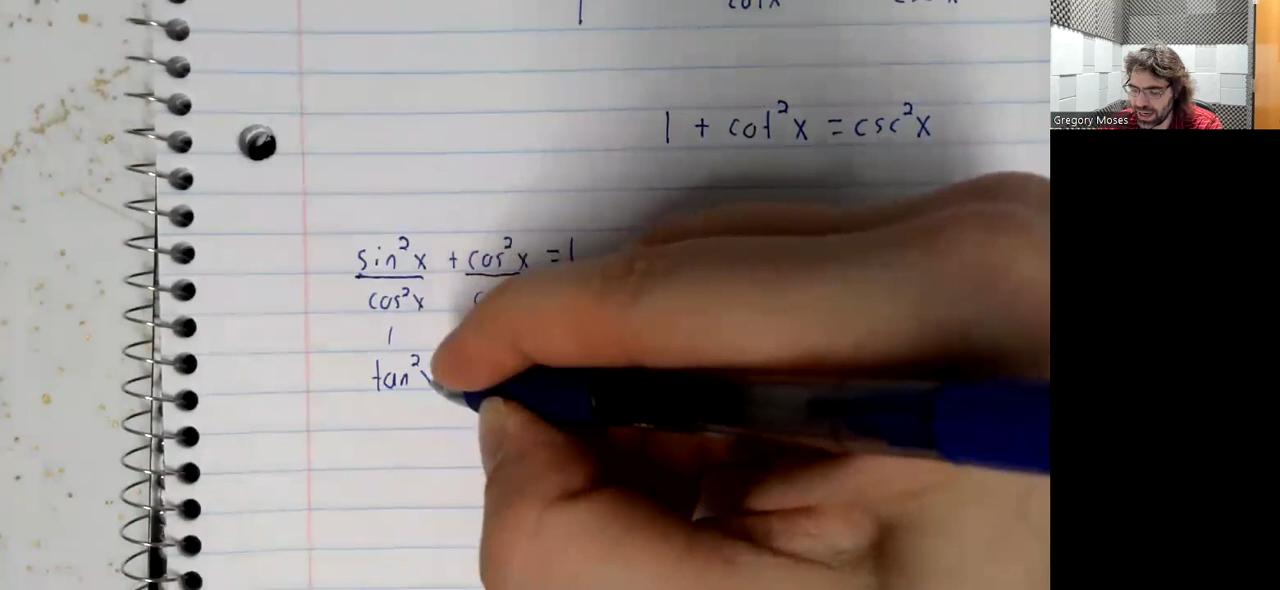 1 + cot²x = csc²x
Gregory Moses
sin²x + cos²x = 1
cos²x
1
tan²